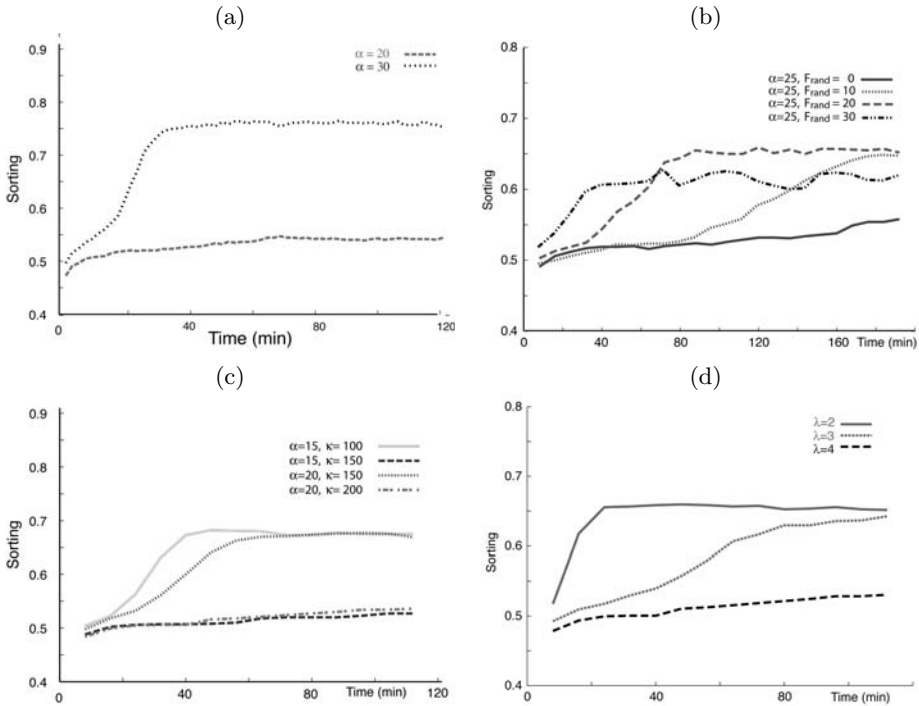 (a)
0.9
0.8
0.7
0.6
0.5
0.4
Sorting
α = 20
α = 30
0
40
80
120
Time (min)
(b)
0.8
0.7
0.6
0.5
0.4
Sorting
α=25, Frand = 0
α=25, Frand = 10
α=25, Frand = 20
α=25, Frand = 30
0
40
80
120
160
Time (min)
(c)
0.9
0.8
0.7
0.6
0.5
0.4
Sorting
α=15, κ= 100
α=15, κ= 150
α=20, κ= 150
α=20, κ= 200
0
40
80
Time (min)
120
(d)
0.8
0.7
0.6
0.5
0.4
Sorting
λ=2
λ=3
λ=4
0
40
80
Time (min)